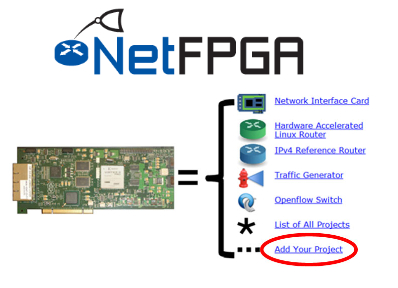 NetFPGA
Network Interface Card
Hardware Accelerated
Linux Router
IPv4 Reference Router
Traffic Generator
Openflow Switch
List of All Projects
Add Your Project